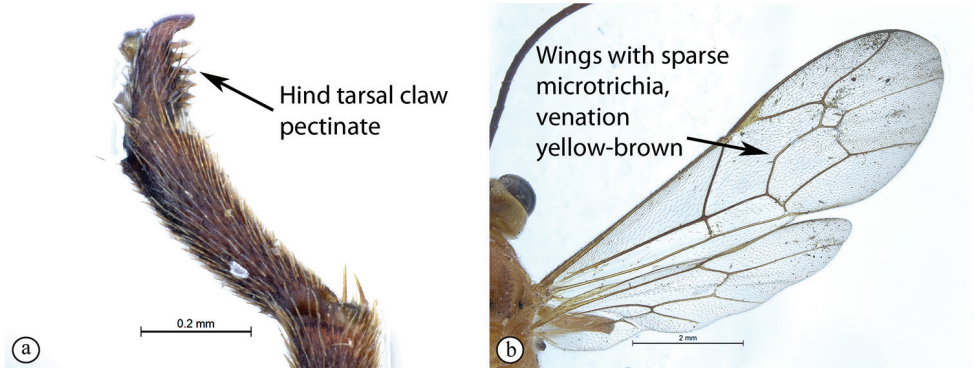 Hind tarsal claw
pectinate
0.2 mm
a
Wings with sparse
microtrichia,
venation
yellow-brown
2 mm
b